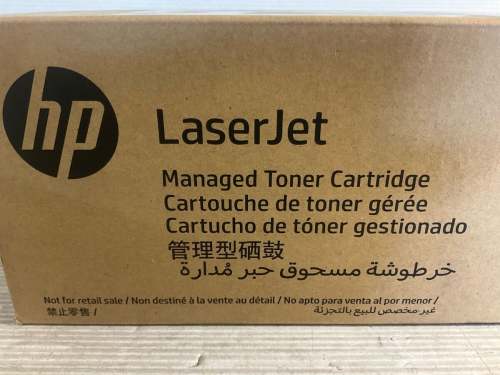 hp
LaserJet
Managed Toner Cartridge
Cartouche de toner gérée
Cartucho de tóner gestionado
管理型硒鼓
خرطوشة مسحوق حبر مُدارة
Not for retail sale / Non destiné à la vente au détail / No apto para venta al por menor /
禁止零售 / غير مخصص للبيع بالتجزئة